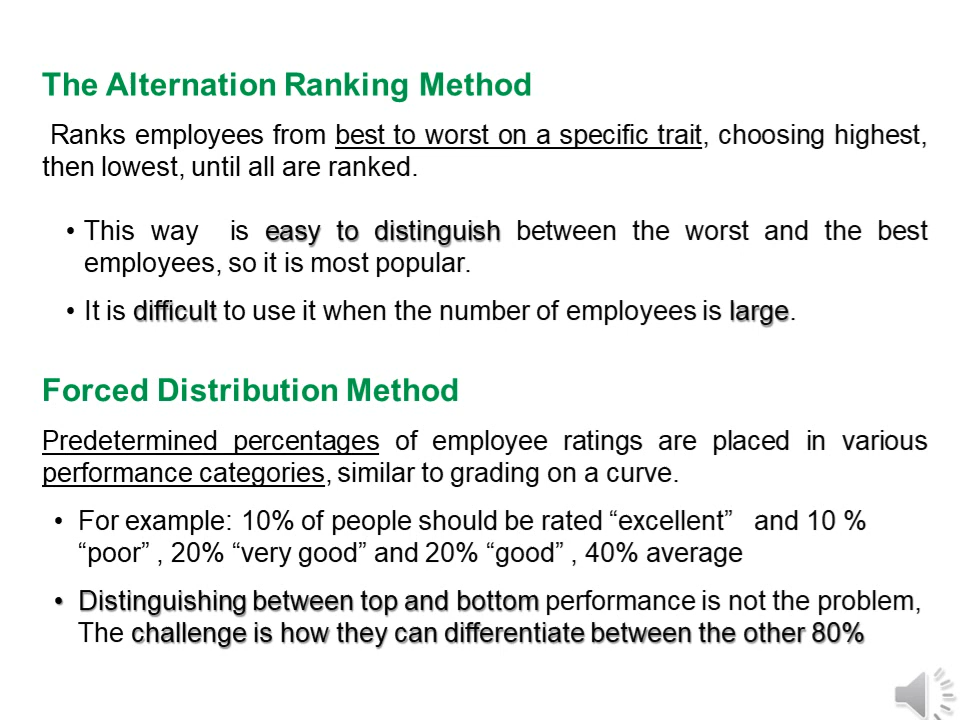 The Alternation Ranking Method
Ranks employees from best to worst on a specific trait, choosing highest,
then lowest, until all are ranked.
• This way is easy to distinguish between the worst and the best
employees, so it is most popular.
• It is difficult to use it when the number of employees is large.
Forced Distribution Method
Predetermined percentages of employee ratings are placed in various
performance categories, similar to grading on a curve.
• For example: 10% of people should be rated “excellent” and 10 %
“poor” , 20% “very good” and 20% “good” , 40% average
• Distinguishing between top and bottom performance is not the problem,
The challenge is how they can differentiate between the other 80%